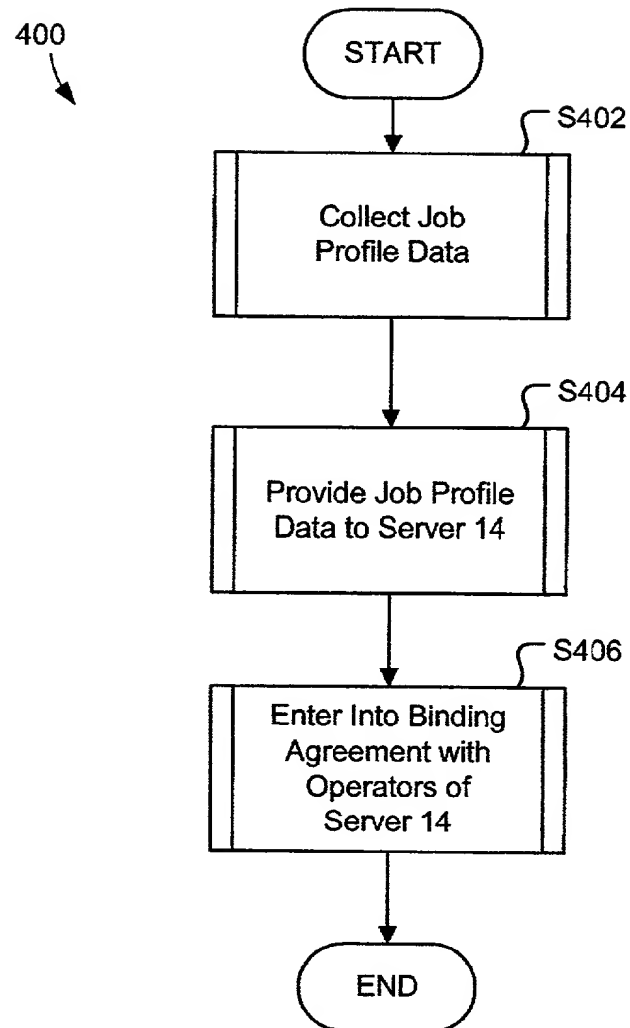 400
START
S402
Collect Job
Profile Data
S404
Provide Job Profile
Data to Server 14
S406
Enter Into Binding
Agreement with
Operators of
Server 14
END